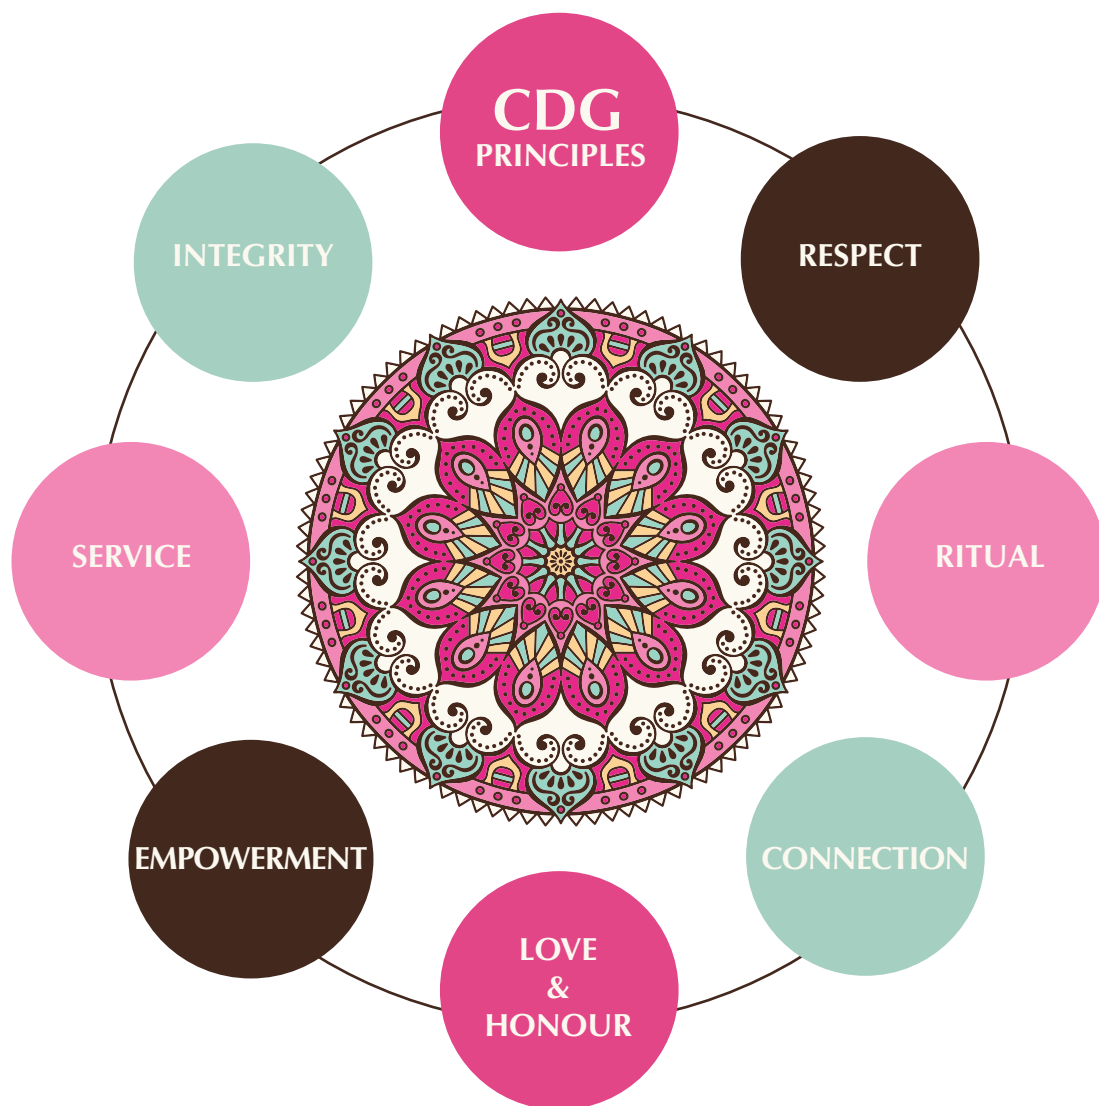 CDG
PRINCIPLES
RESPECT
RITUAL
CONNECTION
LOVE
&
HONOUR
EMPOWERMENT
SERVICE
INTEGRITY